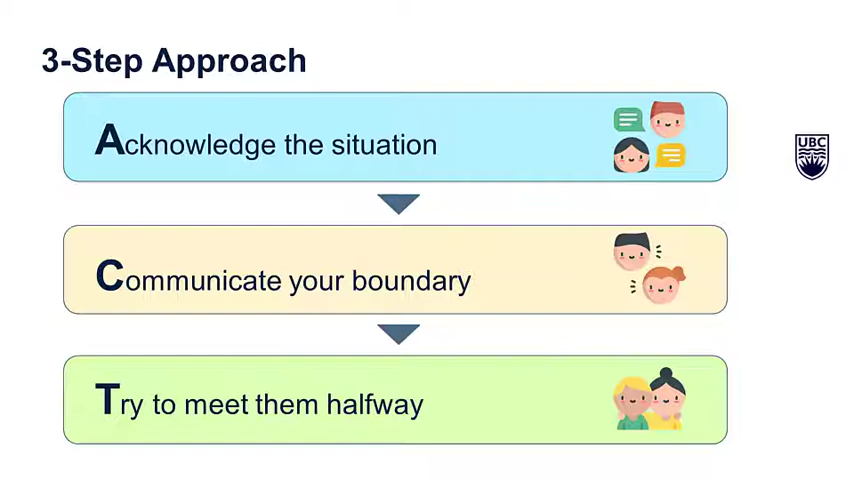 3-Step Approach
Acknowledge the situation
UBC
Communicate your boundary
Try to meet them halfway